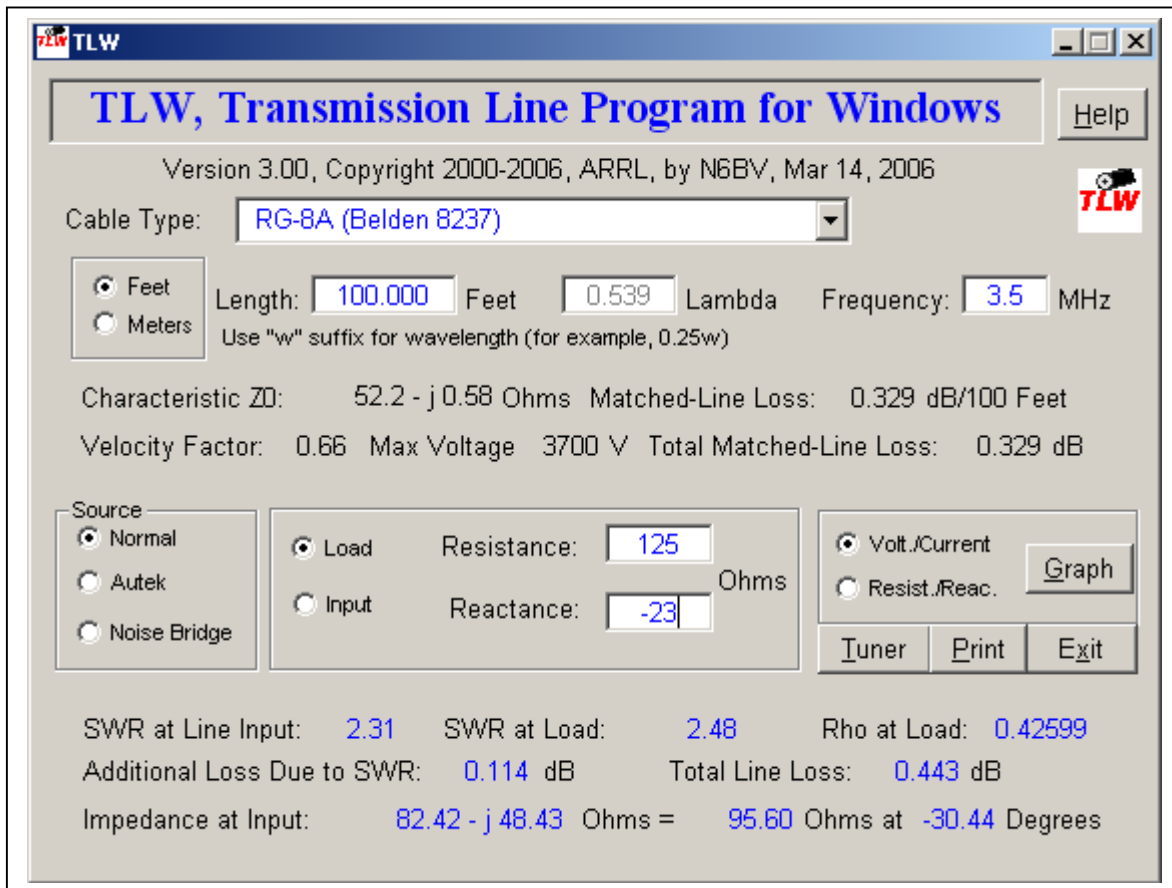 TLW TLW
TLW, Transmission Line Program for Windows
Help
Version 3.00, Copyright 2000-2006, ARRL, by N6BV, Mar 14, 2006
TLW
Cable Type: RG-8A (Belden 8237)
Feet
Meters
Length: 100.000 Feet 0.539 Lambda Frequency: 3.5 MHz
Use "w" suffix for wavelength (for example, 0.25w)
Characteristic Z0: 52.2 - j 0.58 Ohms Matched-Line Loss: 0.329 dB/100 Feet
Velocity Factor: 0.66 Max Voltage 3700 V Total Matched-Line Loss: 0.329 dB
Source
Normal
Autek
Noise Bridge
Load
Input
Resistance: 125
Ohms
Reactance: -23
Volt./Current
Resist./Reac.
Graph
Tuner Print Exit
SWR at Line Input: 2.31 SWR at Load: 2.48 Rho at Load: 0.42599
Additional Loss Due to SWR: 0.114 dB Total Line Loss: 0.443 dB
Impedance at Input: 82.42 - j 48.43 Ohms = 95.60 Ohms at -30.44 Degrees